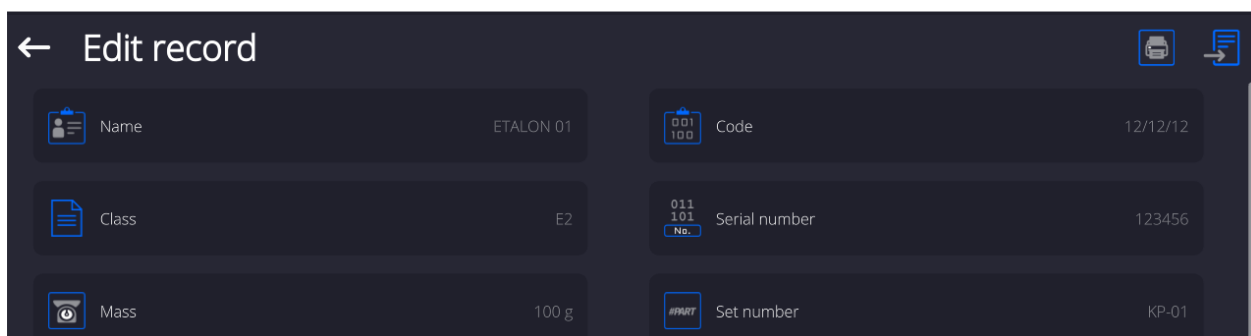 Edit record
Name ETALON 01
001
100
Code 12/12/12
Class E2
011
101
No.
Serial number 123456
Mass 100 g
#PART
Set number KP-01